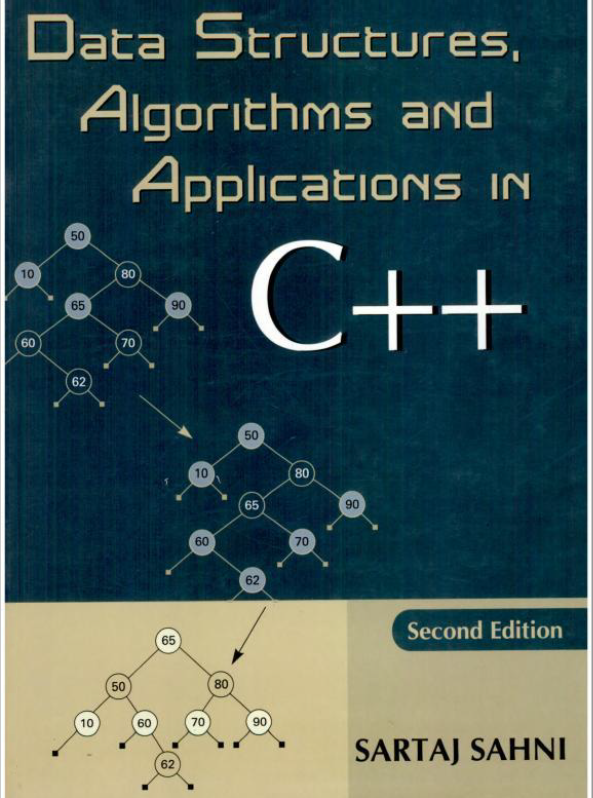 Data Structures,
Algorithms and
Applications in
C++
50
10 80
65 90
60 70
62
50
10 80
65 90
60 70
62
Second Edition
65
50 80
10 60 70 90
62
SARTAJ SAHNI